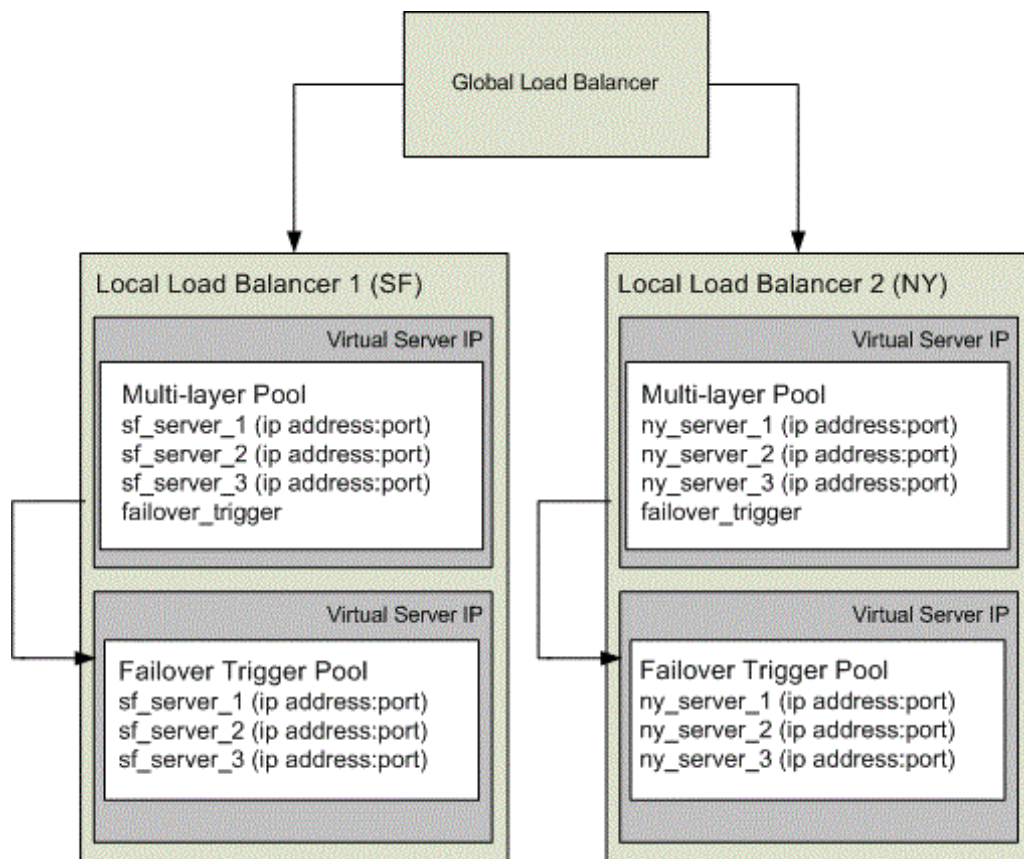 Global Load Balancer
Local Load Balancer 1 (SF)
Virtual Server IP
Multi-layer Pool
sf_server_1 (ip address:port)
sf_server_2 (ip address:port)
sf_server_3 (ip address:port)
failover_trigger
Virtual Server IP
Failover Trigger Pool
sf_server_1 (ip address:port)
sf_server_2 (ip address:port)
sf_server_3 (ip address:port)
Local Load Balancer 2 (NY)
Virtual Server IP
Multi-layer Pool
ny_server_1 (ip address:port)
ny_server_2 (ip address:port)
ny_server_3 (ip address:port)
failover_trigger
Virtual Server IP
Failover Trigger Pool
ny_server_1 (ip address:port)
ny_server_2 (ip address:port)
ny_server_3 (ip address:port)